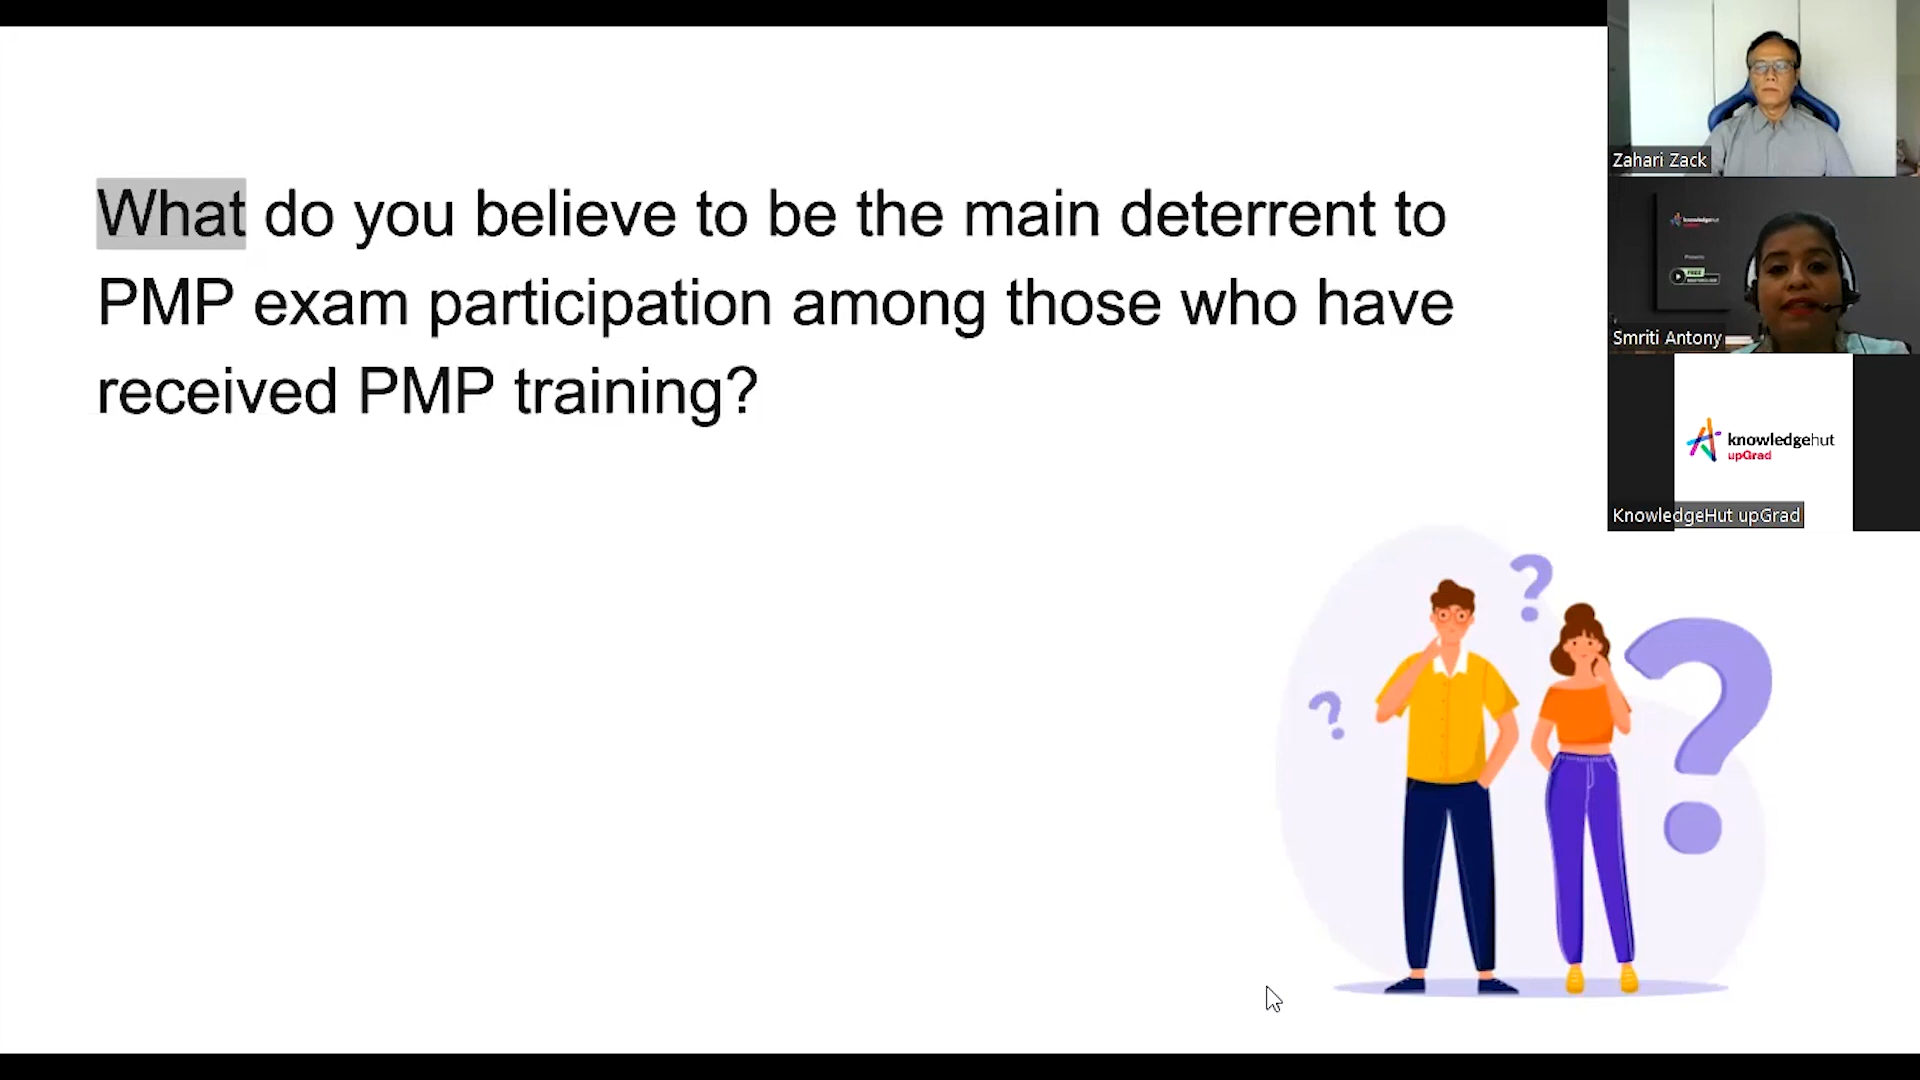 What do you believe to be the main deterrent to
PMP exam participation among those who have
received PMP training?
Zahari Zack
knowledgehut
Smriti Antony
knowledgehut
upGrad
KnowledgeHut upGrad